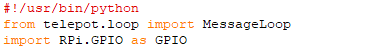 #!/usr/bin/python
from telepot.loop import MessageLoop
import RPi.GPIO as GPIO